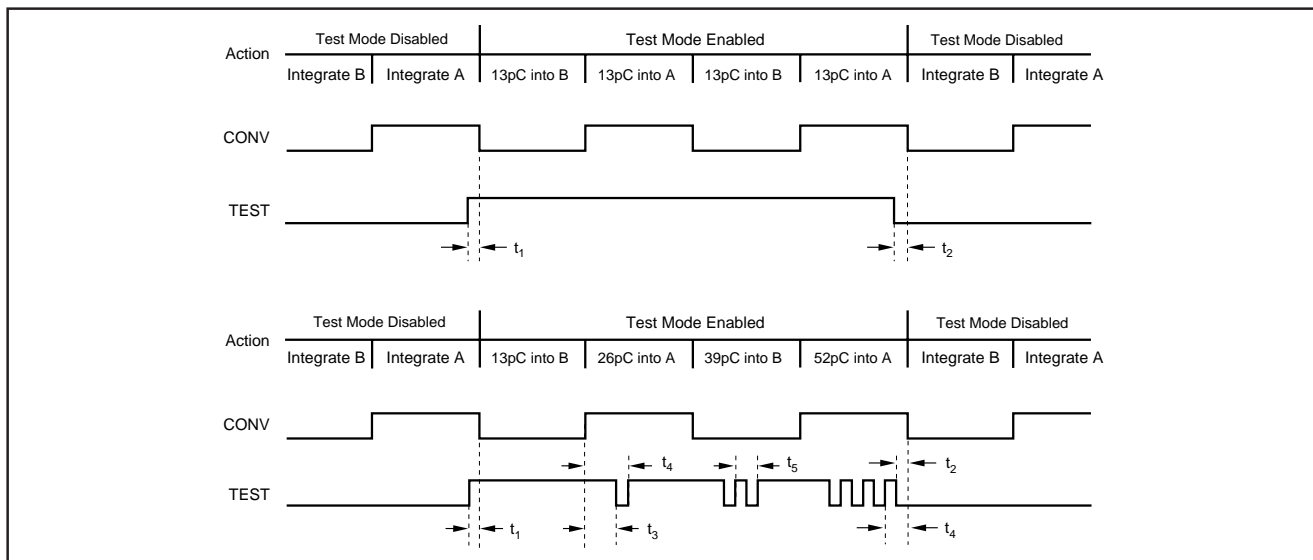 Test Mode Disabled Test Mode Enabled Test Mode Disabled
Action
Integrate B Integrate A 13pC into B 13pC into A 13pC into B 13pC into A Integrate B Integrate A
CONV
TEST
t1 t2
Test Mode Disabled Test Mode Enabled Test Mode Disabled
Action
Integrate B Integrate A 13pC into B 26pC into A 39pC into B 52pC into A Integrate B Integrate A
CONV
t4 t5 t2
TEST
t1 t3 t4